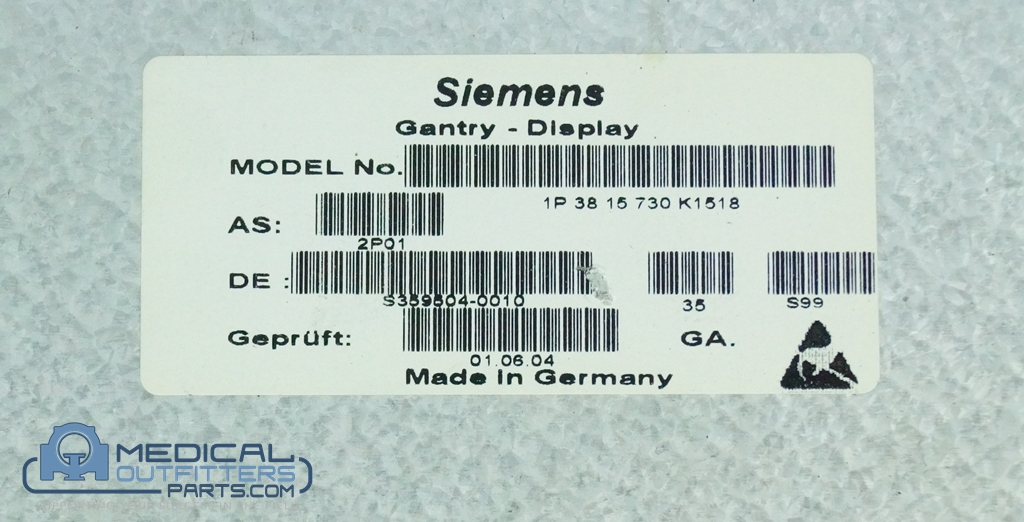 Siemens
Gantry - Display
MODEL No.
1P 38 15 730 K1518
AS:
2P01
DE :
S359504-0010
35
S99
Geprüft:
GA.
01.06.04
Made in Germany
MEDICAL
OUTFITTERS
PARTS.COM